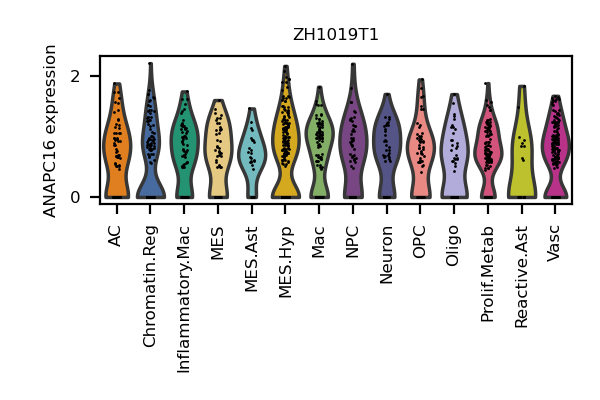 ZH1019T1
ANAPC16 expression
2
0
AC
Chromatin.Reg
Inflammatory.Mac
MES
MES.Ast
MES.Hyp
Mac
NPC
Neuron
OPC
Oligo
Prolif.Metab
Reactive.Ast
Vasc